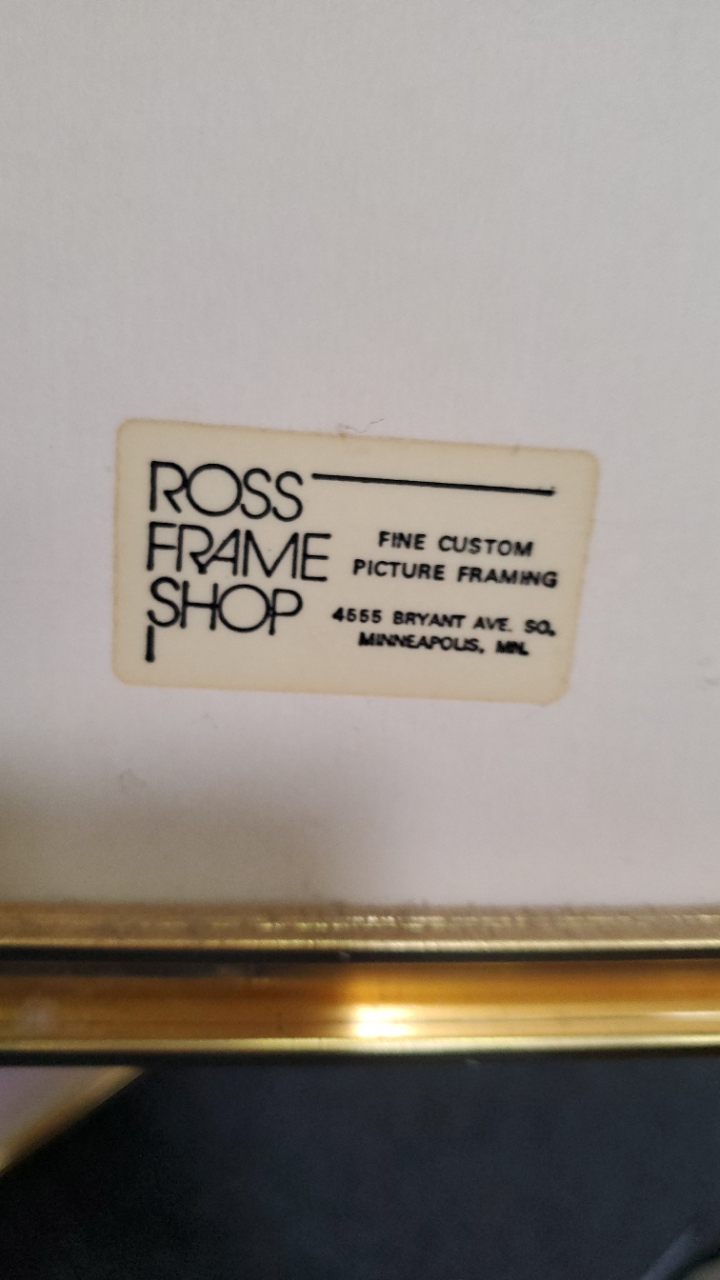 ROSS
FRAME
SHOP
FINE CUSTOM
PICTURE FRAMING
4555 BRYANT AVE. SO.
MINNEAPOLIS, MN.